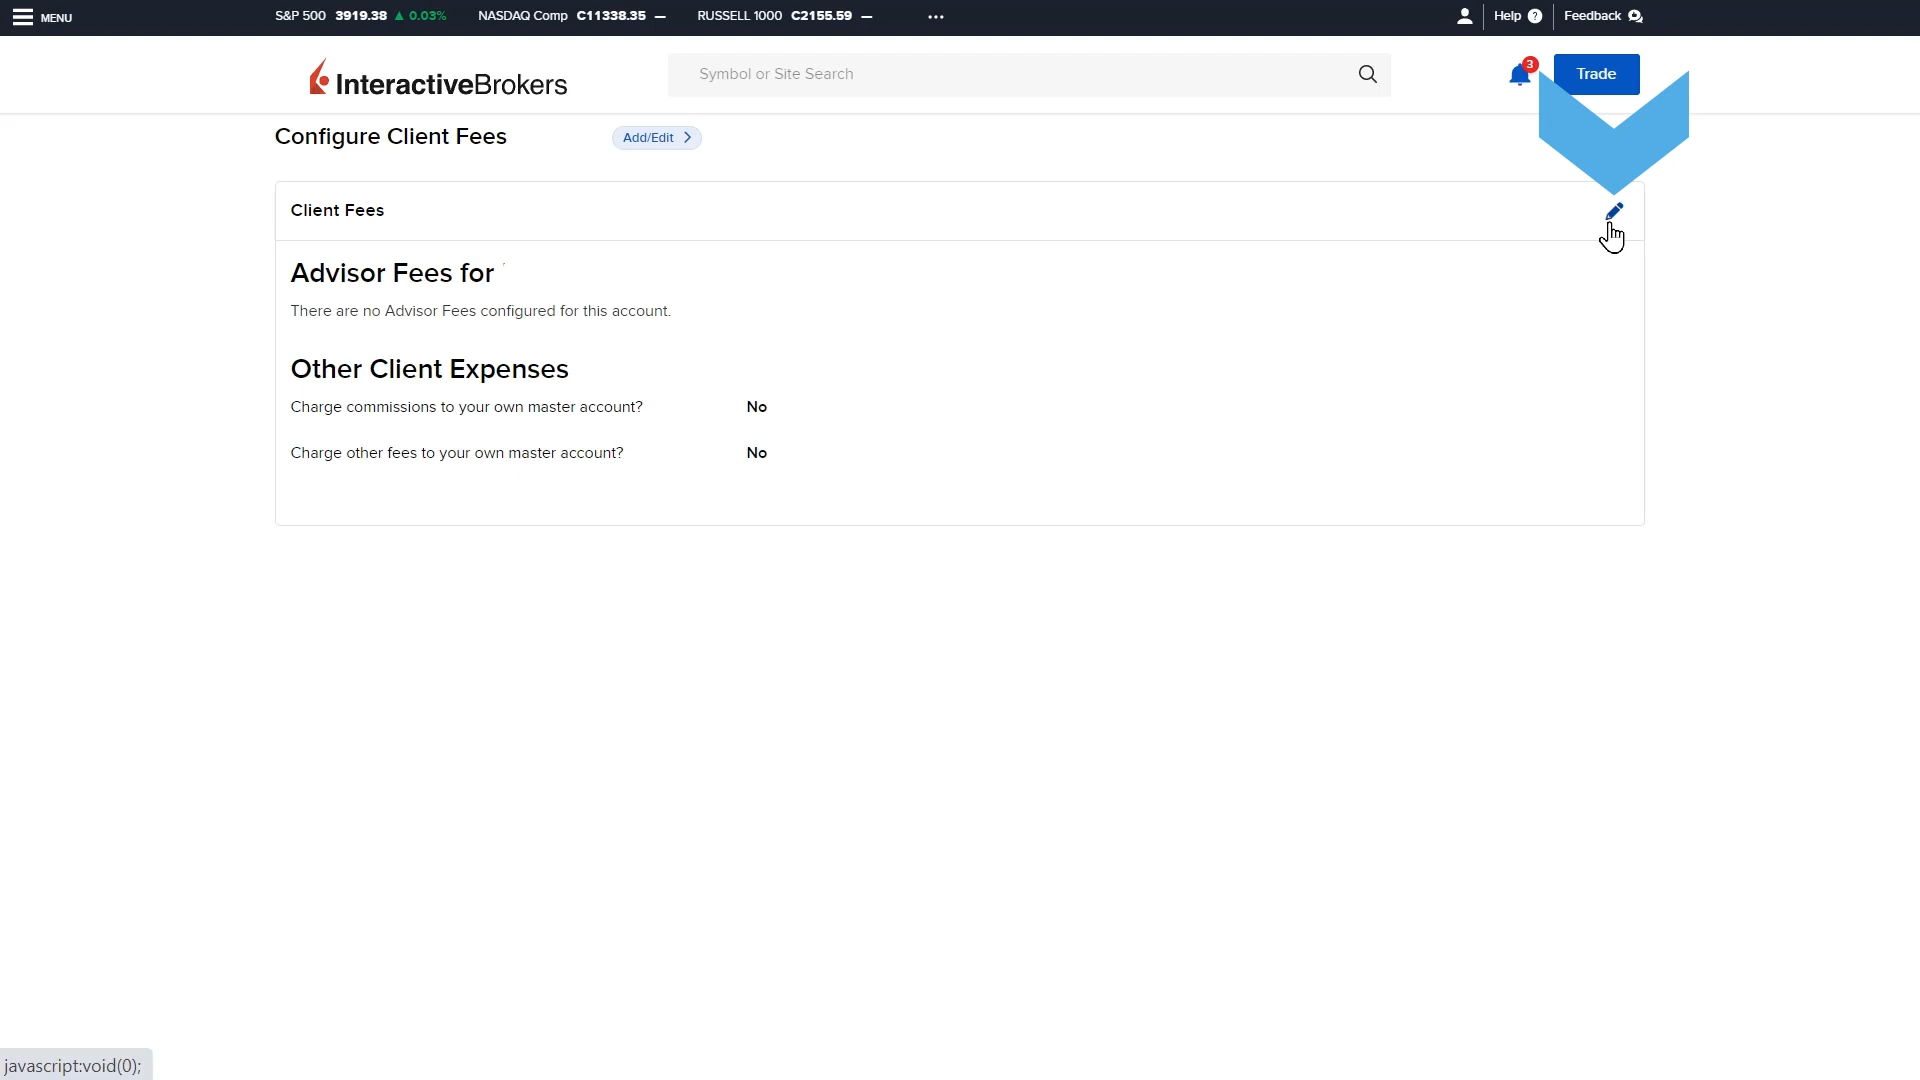 MENU
S&P 500 3919.38 ▲ 0.03% NASDAQ Comp C11338.35 — RUSSELL 1000 C2155.59 — ...
Help ? Feedback
InteractiveBrokers
Symbol or Site Search
3
Trade
Configure Client Fees
Add/Edit >
Client Fees
Advisor Fees for
There are no Advisor Fees configured for this account.
Other Client Expenses
Charge commissions to your own master account? No
Charge other fees to your own master account? No
javascript:void(0);